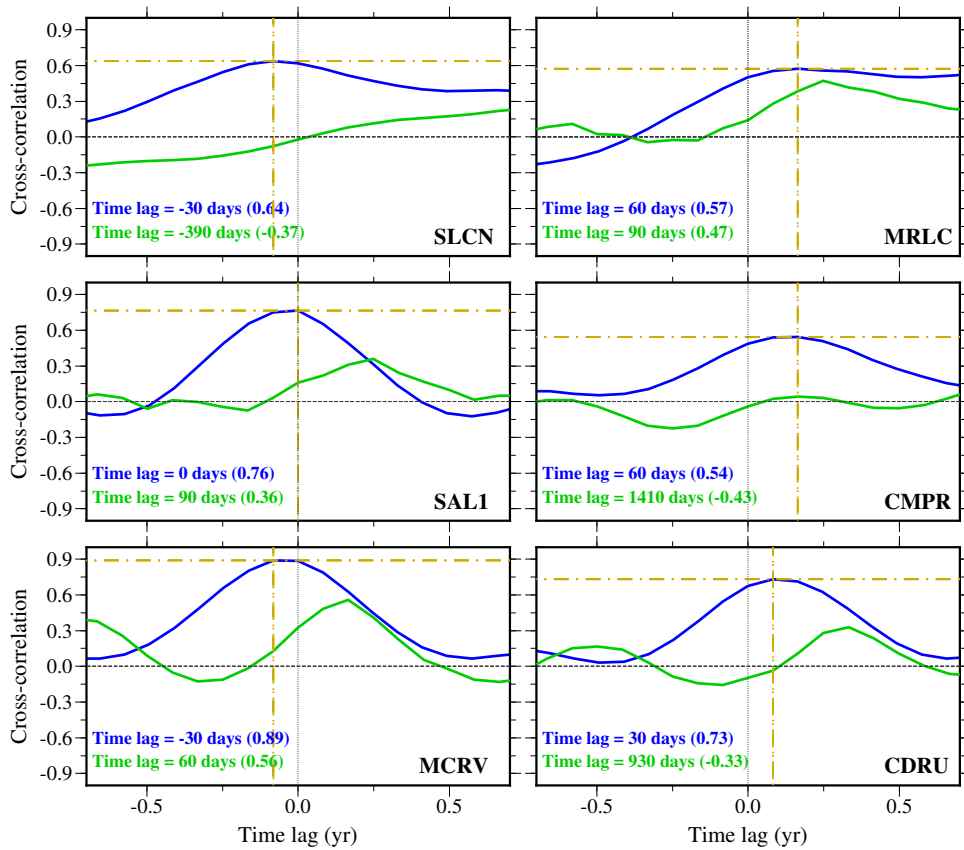 0.9
0.6
0.3
0.0
-0.3
-0.6
-0.9
Cross-correlation
Time lag = -30 days (0.64)
Time lag = -390 days (-0.37)
SLCN
Time lag = 60 days (0.57)
Time lag = 90 days (0.47)
MRLC
0.9
0.6
0.3
0.0
-0.3
-0.6
-0.9
Cross-correlation
Time lag = 0 days (0.76)
Time lag = 90 days (0.36)
SAL1
Time lag = 60 days (0.54)
Time lag = 1410 days (-0.43)
CMPR
0.9
0.6
0.3
0.0
-0.3
-0.6
-0.9
Cross-correlation
Time lag = -30 days (0.89)
Time lag = 60 days (0.56)
MCRV
Time lag = 30 days (0.73)
Time lag = 930 days (-0.33)
CDRU
-0.5 0.0 0.5
Time lag (yr)
-0.5 0.0 0.5
Time lag (yr)